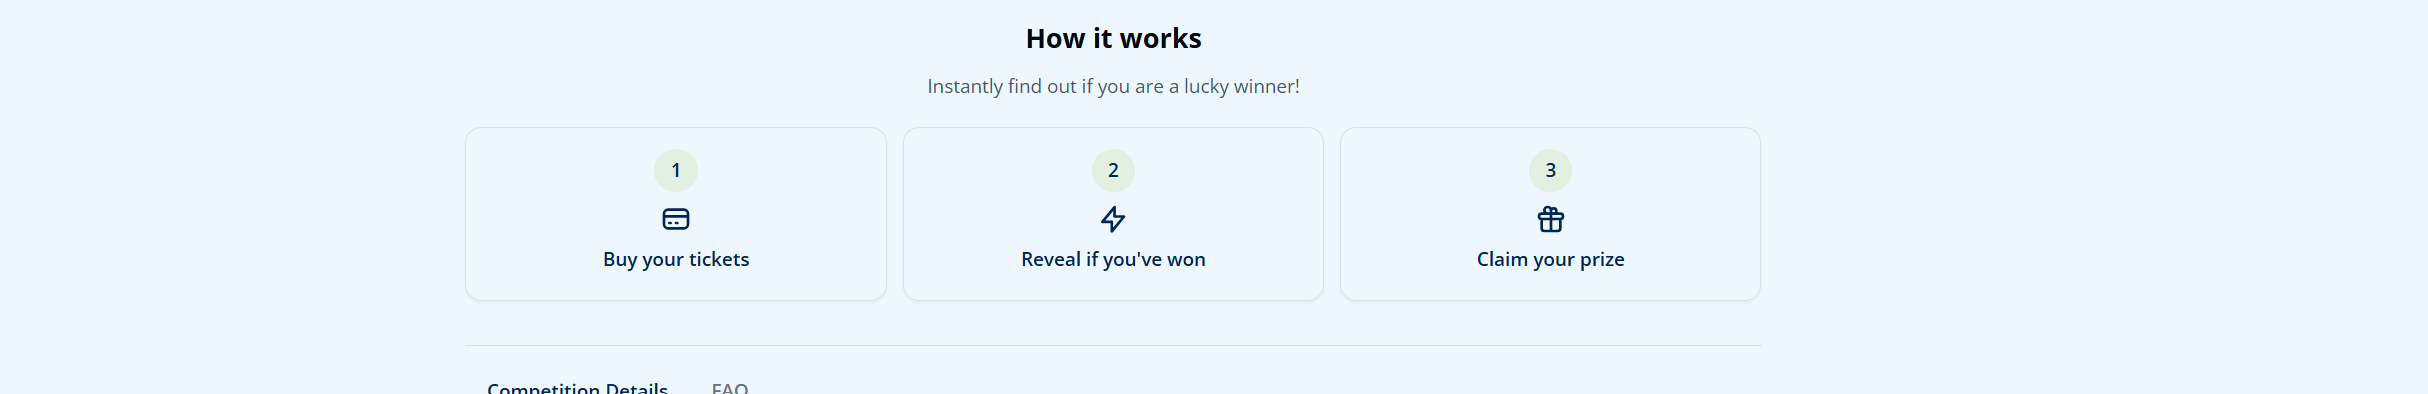 How it works
Instantly find out if you are a lucky winner!
1
Buy your tickets
2
Reveal if you've won
3
Claim your prize
Competition Details
FAQ